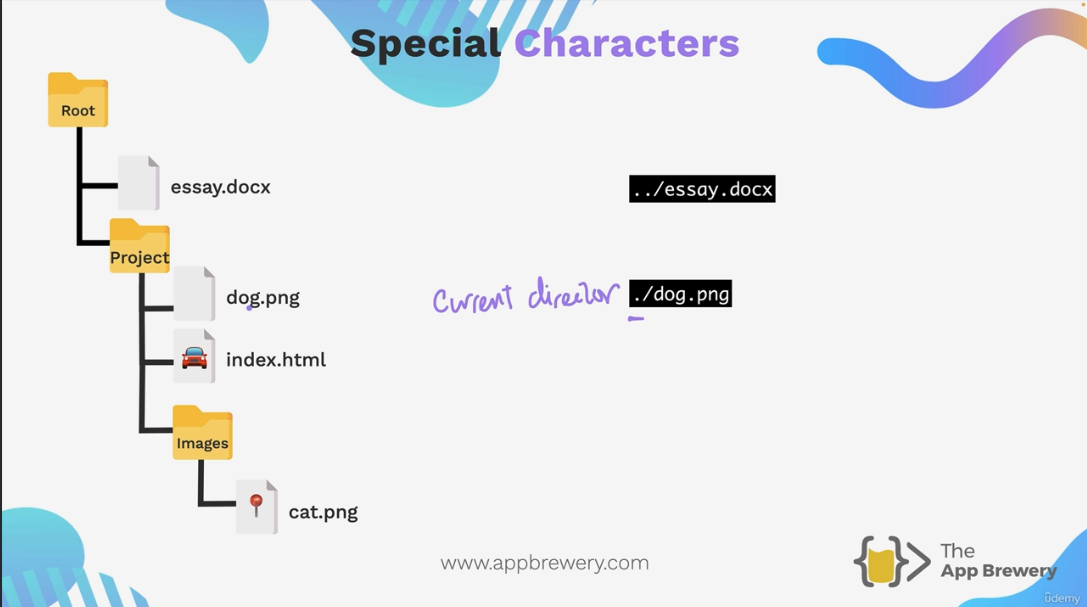 Special Characters
Root
essay.docx
../essay.docx
Project
dog.png
Current director
./dog.png
index.html
Images
cat.png
www.appbrewery.com
The
App Brewery
ûdemy